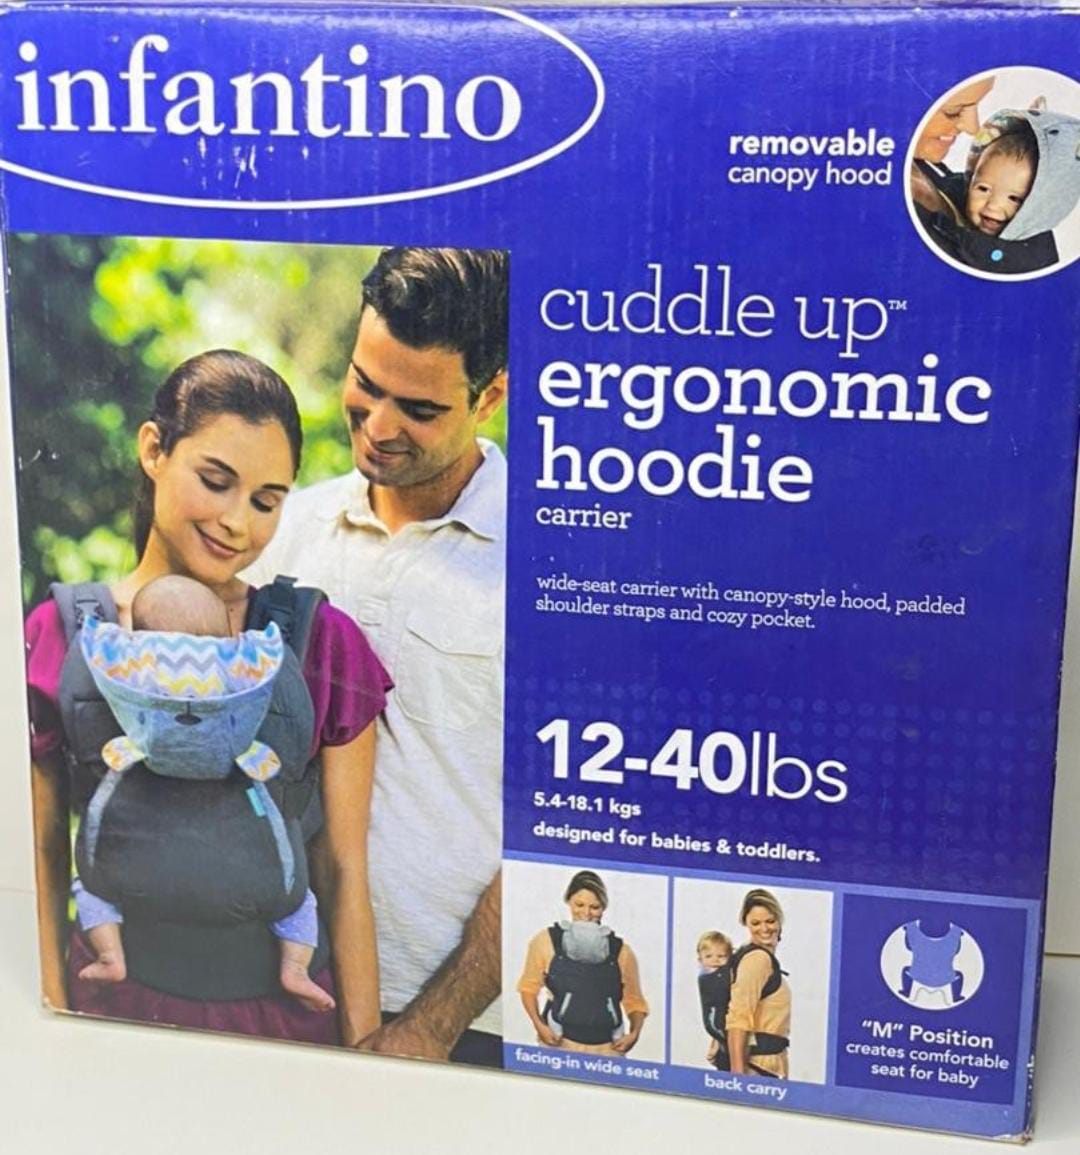 infantino
removable
canopy hood
cuddle up™
ergonomic
hoodie
carrier
wide-seat carrier with canopy-style hood, padded
shoulder straps and cozy pocket.
12-40lbs
5.4-18.1 kgs
designed for babies & toddlers.
facing-in wide seat
back carry
"M" Position
creates comfortable
seat for baby